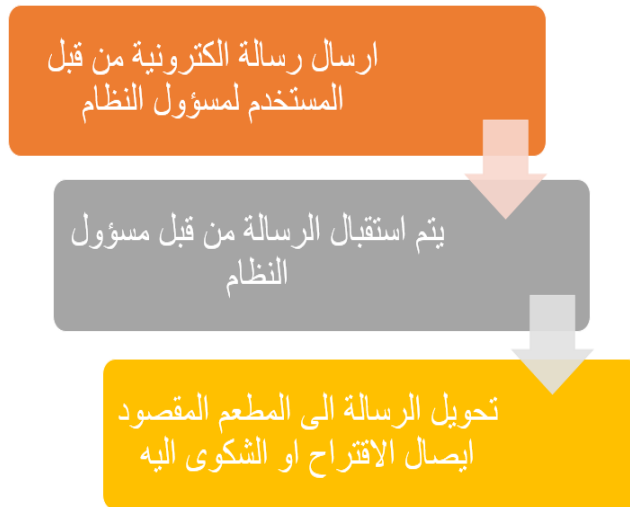 ارسال رسالة الكترونية من قبل
المستخدم لمسؤول النظام
يتم استقبال الرسالة من قبل مسؤول
النظام
تحويل الرسالة الى المطعم المقصود
ايصال الاقتراح او الشكوى اليه